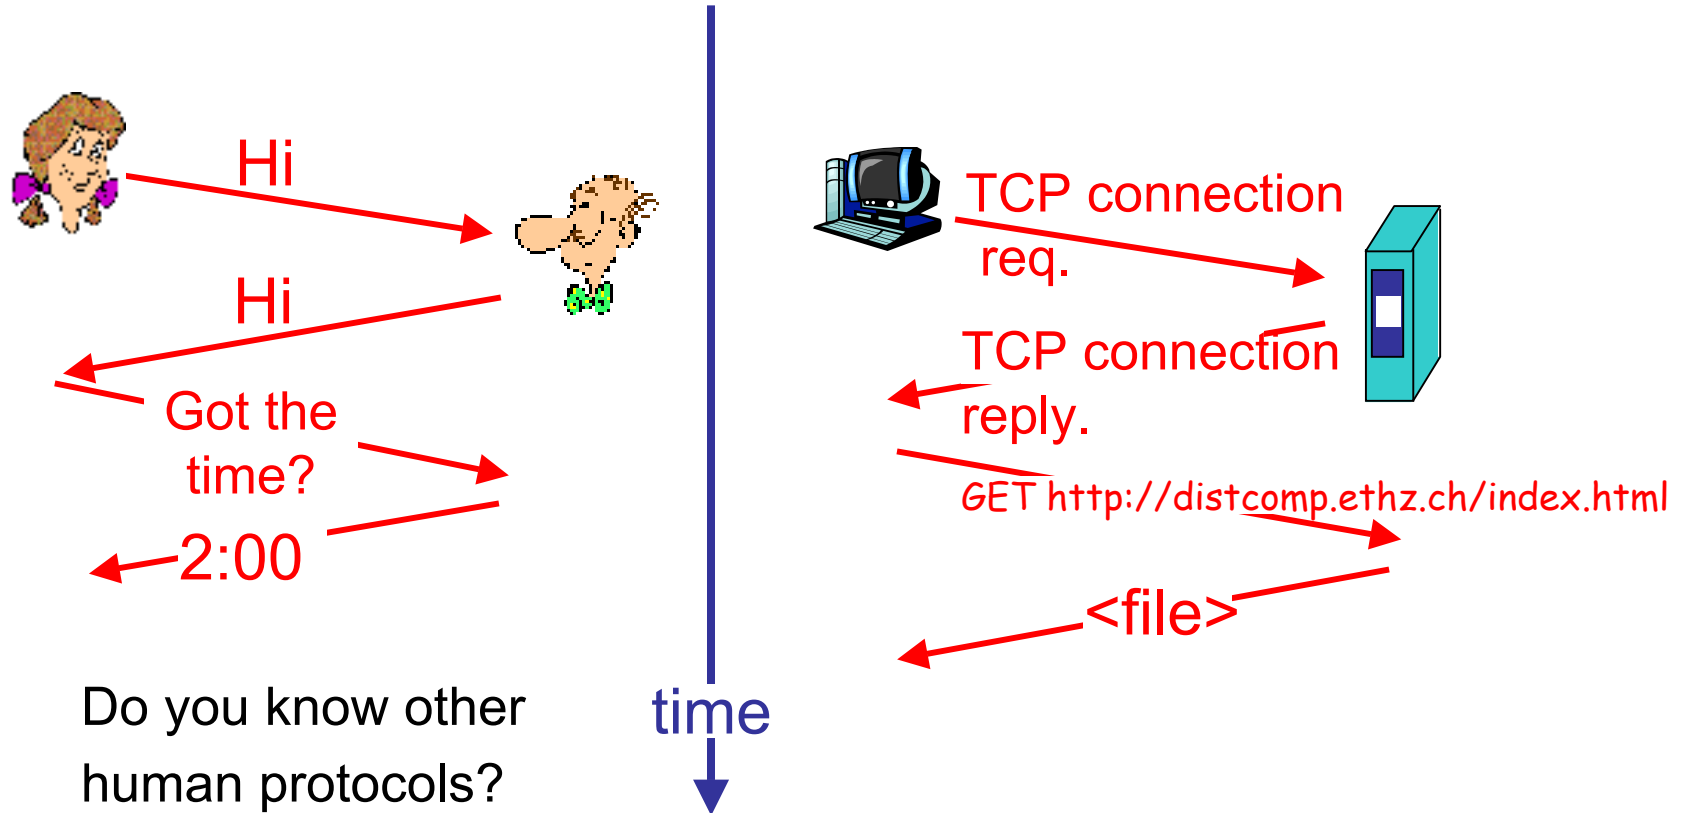 Hi
Hi
Got the
time?
2:00
Do you know other
human protocols?
time
TCP connection
req.
TCP connection
reply.
GET http://distcomp.ethz.ch/index.html
<file>